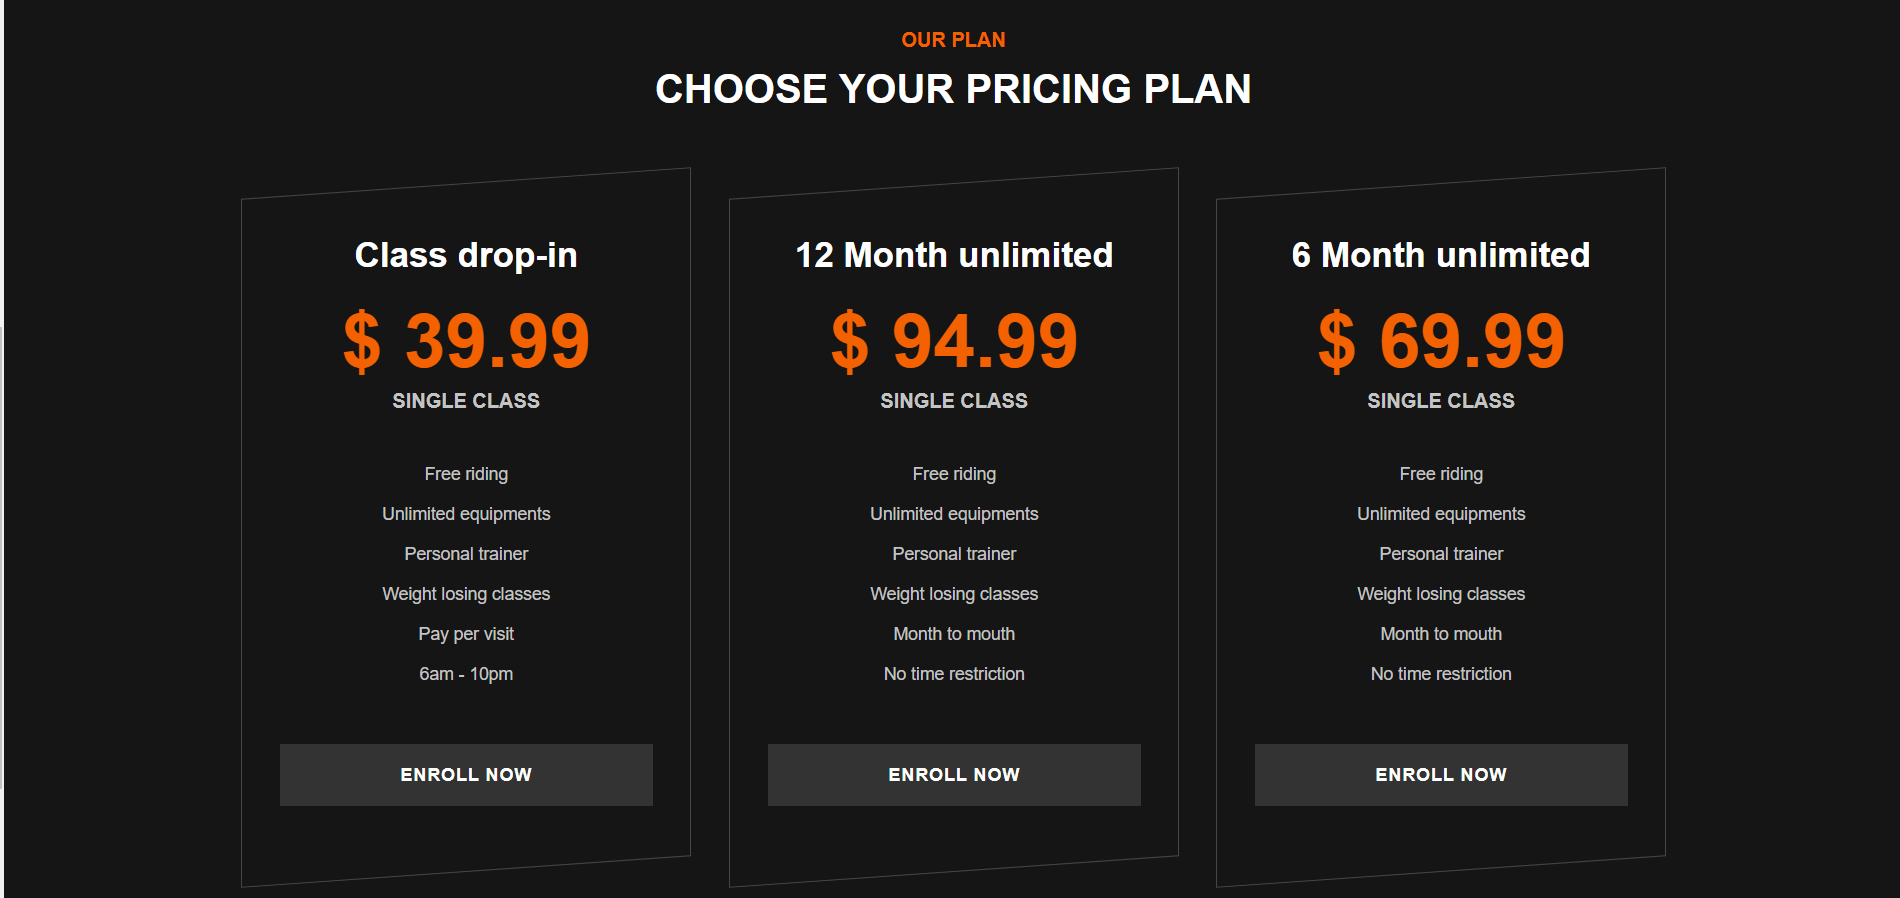 OUR PLAN
CHOOSE YOUR PRICING PLAN
Class drop-in
$ 39.99
SINGLE CLASS
Free riding
Unlimited equipments
Personal trainer
Weight losing classes
Pay per visit
6am - 10pm
ENROLL NOW
12 Month unlimited
$ 94.99
SINGLE CLASS
Free riding
Unlimited equipments
Personal trainer
Weight losing classes
Month to mouth
No time restriction
ENROLL NOW
6 Month unlimited
$ 69.99
SINGLE CLASS
Free riding
Unlimited equipments
Personal trainer
Weight losing classes
Month to mouth
No time restriction
ENROLL NOW